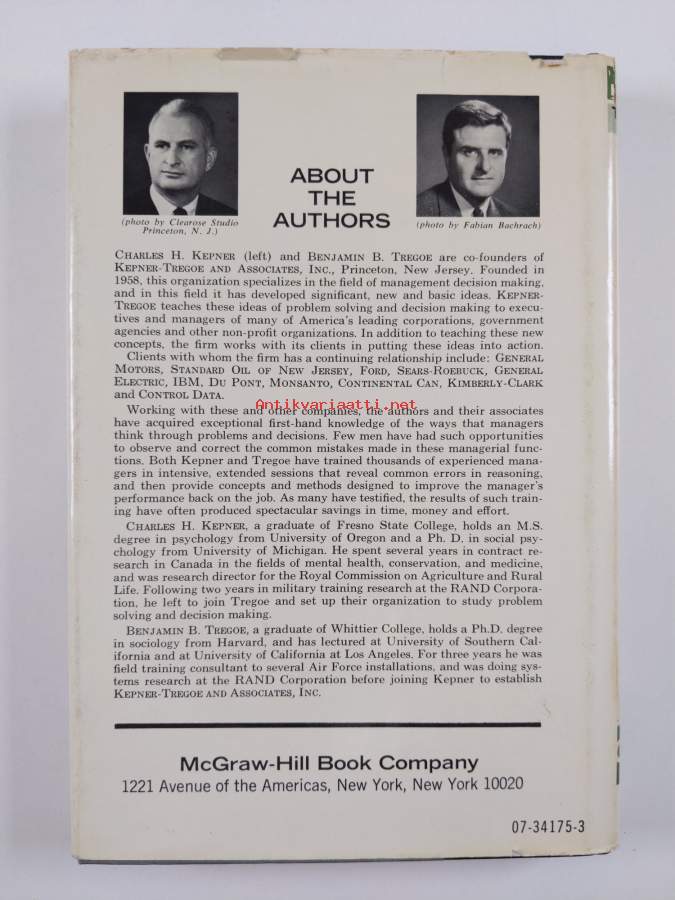 ABOUT
THE
AUTHORS
(photo by Clearose Studio
Princeton, N. J.)
(photo by Fabian Bachrach)
CHARLES H. KEPNER (left) and BENJAMIN B. TREGOE are co-founders of
KEPNER-TREGOE AND ASSOCIATES, INC., Princeton, New Jersey. Founded in
1958, this organization specializes in the field of management decision making,
and in this field it has developed significant, new and basic ideas. KEPNER-
TREGOE teaches these ideas of problem solving and decision making to execu-
tives and managers of many of America's leading corporations, government
agencies and other non-profit organizations. In addition to teaching these new
concepts, the firm works with its clients in putting these ideas into action.
Clients with whom the firm has a continuing relationship include: GENERAL
MOTORS, STANDARD OIL OF NEW JERSEY, FORD, SEARS-ROEBUCK, GENERAL
ELECTRIC, IBM, DU PONT, MONSANTO, CONTINENTAL CAN, KIMBERLY-CLARK
and CONTROL DATA.
Antikvariaatti.net
Working with these and other companies, the authors and their associates
have acquired exceptional first-hand knowledge of the ways that managers
think through problems and decisions. Few men have had such opportunities
to observe and correct the common mistakes made in these managerial func-
tions. Both Kepner and Tregoe have trained thousands of experienced mana-
gers in intensive, extended sessions that reveal common errors in reasoning,
and then provide concepts and methods designed to improve the manager's
performance back on the job. As many have testified, the results of such train-
ing have often produced spectacular savings in time, money and effort.
CHARLES H. KEPNER, a graduate of Fresno State College, holds an M.S.
degree in psychology from University of Oregon and a Ph. D. in social psy-
chology from University of Michigan. He spent several years in contract re-
search in Canada in the fields of mental health, conservation, and medicine,
and was research director for the Royal Commission on Agriculture and Rural
Life. Following two years in military training research at the RAND Corpora-
tion, he left to join Tregoe and set up their organization to study problem
solving and decision making.
BENJAMIN B. TREGOE, a graduate of Whittier College, holds a Ph.D. degree
in sociology from Harvard, and has lectured at University of Southern Cal-
ifornia and at University of California at Los Angeles. For three years he was
field training consultant to several Air Force installations, and was doing sys-
tems research at the RAND Corporation before joining Kepner to establish
KEPNER-TREGOE AND ASSOCIATES, INC.
McGraw-Hill Book Company
1221 Avenue of the Americas, New York, New York 10020
07-34175-3